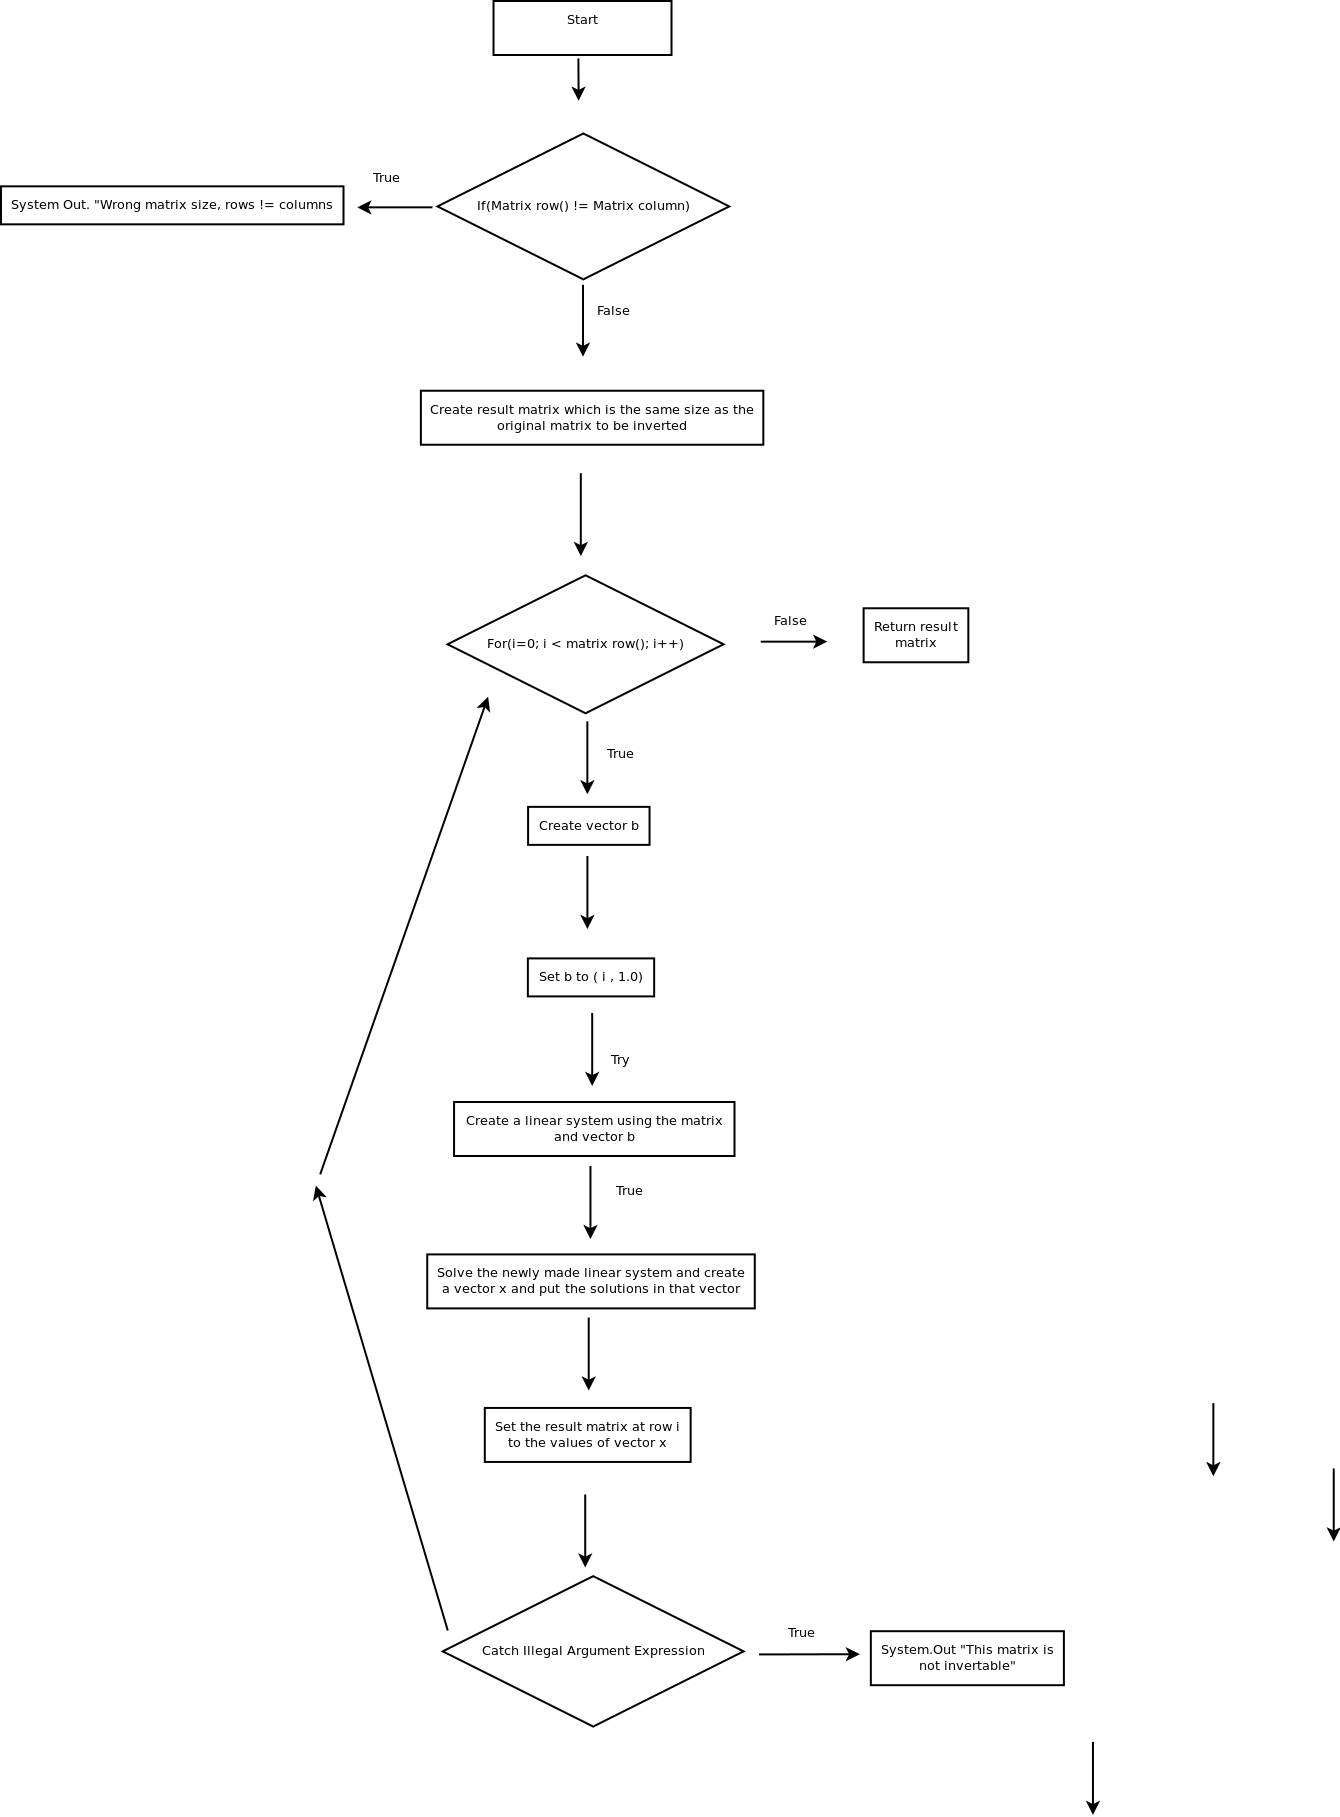 Start
True
System Out. "Wrong matrix size, rows != columns
If(Matrix row() != Matrix column)
False
Create result matrix which is the same size as the
original matrix to be inverted
For(i=0; i < matrix row(); i++)
False
Return result
matrix
True
Create vector b
Set b to ( i , 1.0)
Try
Create a linear system using the matrix
and vector b
True
Solve the newly made linear system and create
a vector x and put the solutions in that vector
Set the result matrix at row i
to the values of vector x
Catch Illegal Argument Expression
True
System.Out "This matrix is
not invertable"